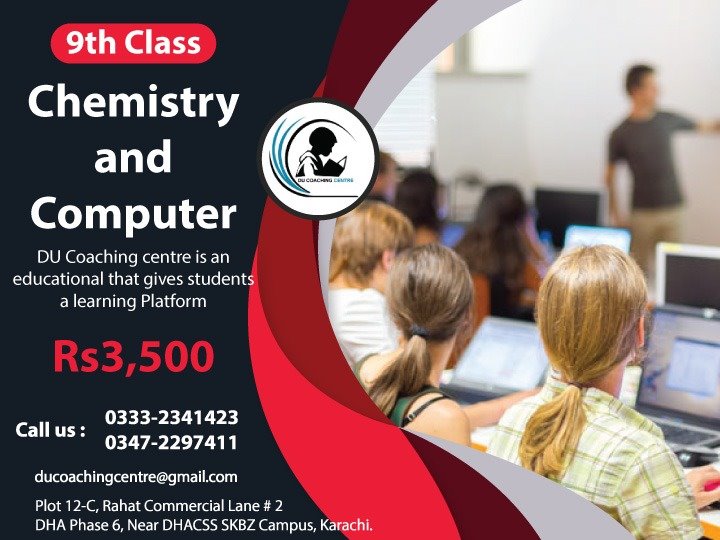 9th Class
Chemistry
and
Computer
DU COACHING CENTRE
DU Coaching centre is an
educational that gives students
a learning Platform
Rs3,500
Call us :
0333-2341423
0347-2297411
ducoachingcentre@gmail.com
Plot 12-C, Rahat Commercial Lane # 2
DHA Phase 6, Near DHACSS SKBZ Campus, Karachi.